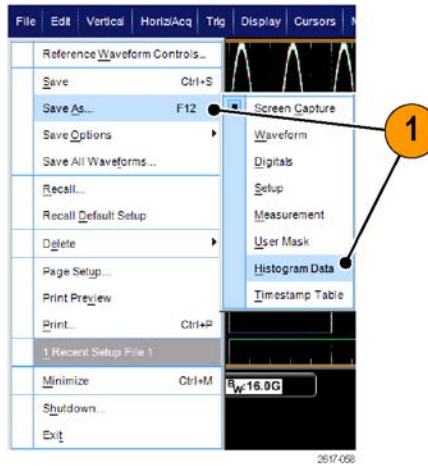 File Edit Vertical Horiz/Acq Trig Display Cursors
Reference Waveform Controls...
Save Ctrl+S
Save As... F12
Save Options
Save All Waveforms...
Recall...
Recall Default Setup
Delete
Page Setup...
Print Preview
Print... Ctrl+P
1 Recent Setup File 1
Minimize Ctrl+M
Shutdown...
Exit
Screen Capture
Waveform
Digitals
Setup
Measurement
User Mask
Histogram Data
Timestamp Table
1
BW:16.0G
2617-058